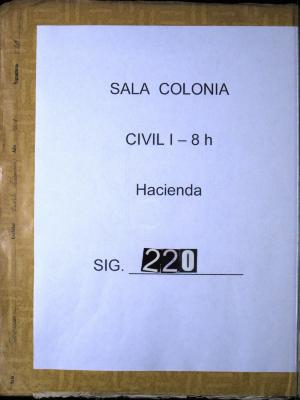 SALA COLONIA
CIVIL I – 8 h
Hacienda
SIG. 220